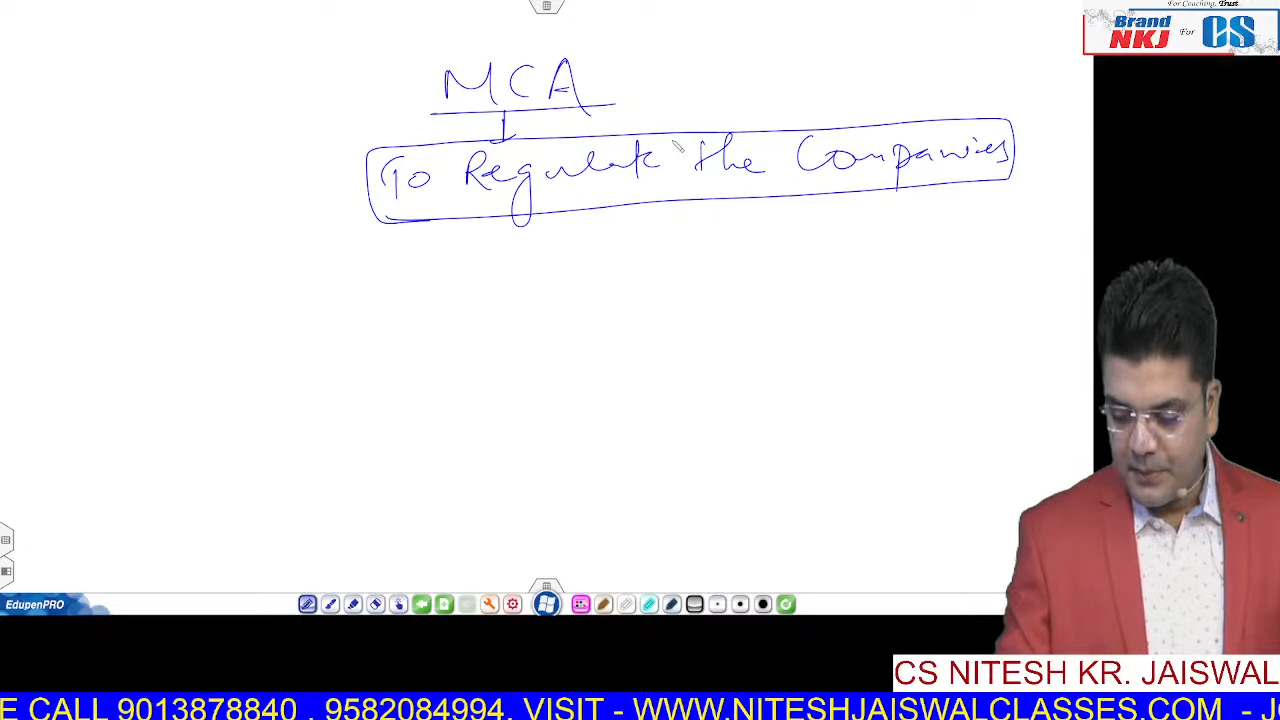 For Coaching, Trust
Brand NKJ For CS
MCA
To Regulate the Companies
EdupenPRO
CS NITESH KR. JAISWAL
E CALL 9013878840 , 9582084994, VISIT - WWW.NITESHJAISWALCLASSES.COM - J